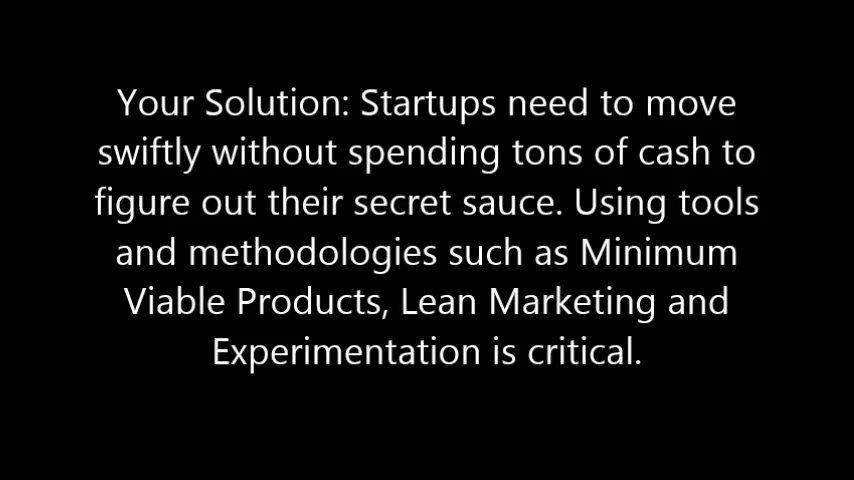 Your Solution: Startups need to move
swiftly without spending tons of cash to
figure out their secret sauce. Using tools
and methodologies such as Minimum
Viable Products, Lean Marketing and
Experimentation is critical.